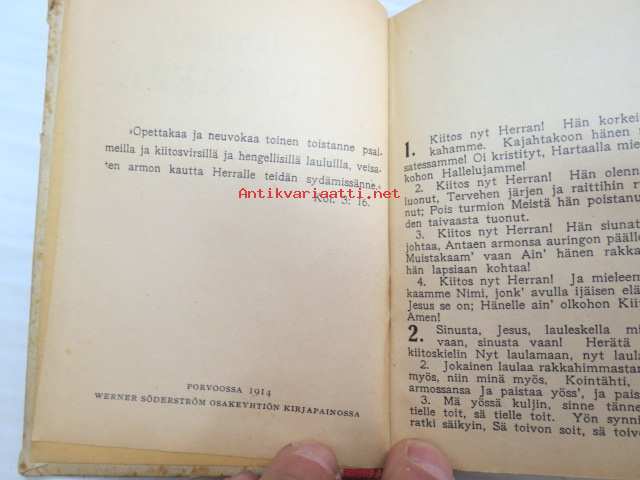 »Opettakaa ja neuvokaa toinen toistanne psal-
meilla ja kiitosvirsillä ja hengellisillä lauluilla, veisa-
ten armon kautta Herralle teidän sydämissänne.»
Kol. 3: 16.
Antikvariaatti.net
PORVOOSSA 1914
WERNER SÖDERSTRÖM OSAKEYHTIÖN KIRJAPAINOSSA
1. Kiitos nyt Herran! Hän korkei
kahamme. Kajahtakoon hänen
satessamme! Oi kristityt, Hartaalla miel
kohon Hallelujamme!
2. Kiitos nyt Herran! Hän olenn
luonut, Tervehen järjen ja raittihin r
nut; Pois turmion Meistä hän poistanu
den taivaasta tuonut.
3. Kiitos nyt Herran! Hän siunat
johtaa, Antaen armonsa auringon pääll
Muistakaam' vaan Ain' hänen rakka
hän lapsiaan kohtaa!
4. Kiitos nyt Herran! Ja mieleem
kaamme Nimi, jonk' avulla ijäisen elä
Jesus se on; Hänelle ain' olkohon Kiit
Amen!
2. Sinusta, Jesus, lauleskella mi
vaan, sinusta vaan! Herätä
kiitoskielin Nyt laulamaan, nyt laula
2. Jokainen laulaa rakkahimmastan
myös, niin minä myös. Kointähti,
armossansa Ja paistaa yöss', ja pais
3. Mä yössä kuljin, sinne tänne
tielle toit, sä tielle toit. Yön synni
ratki säikyin, Sä toivon soit, sä toivo